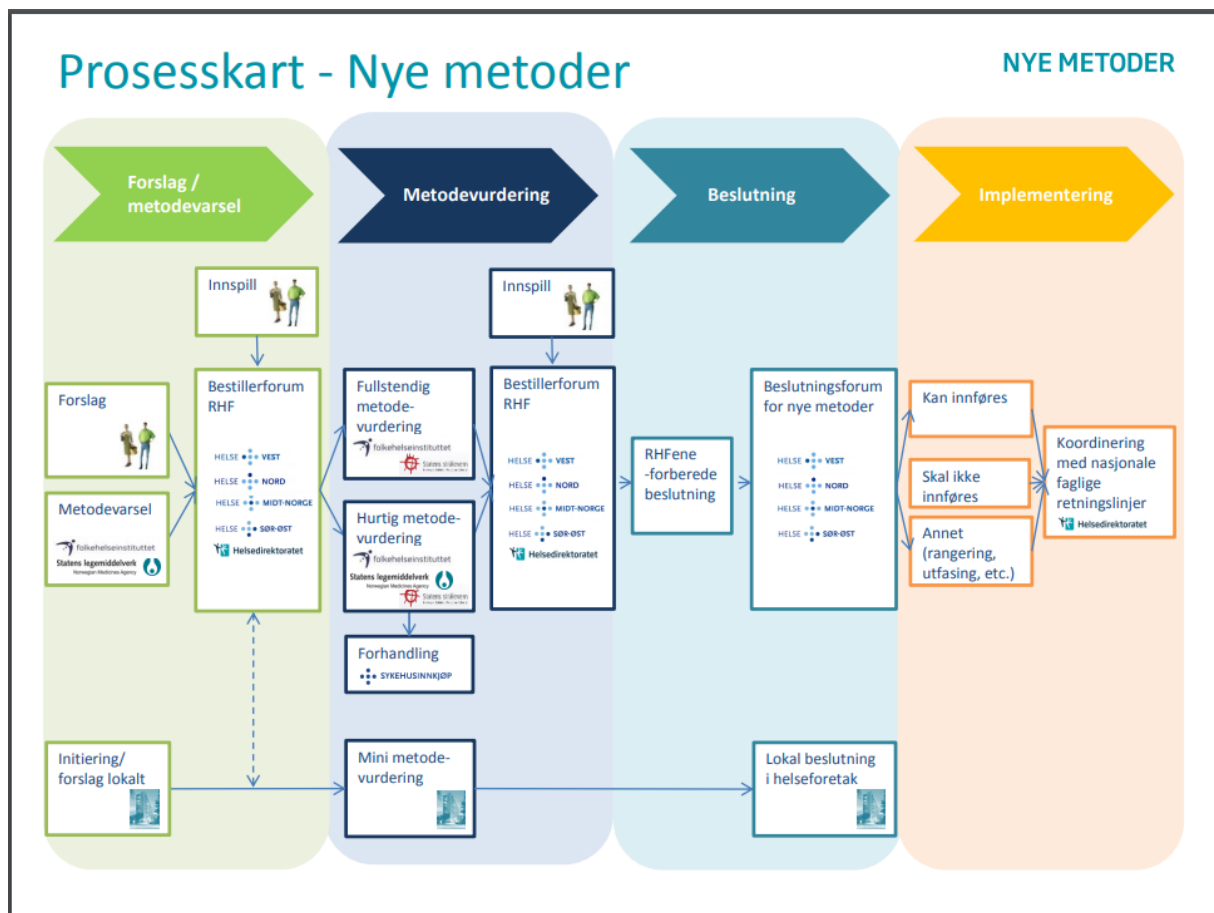 Prosesskart - Nye metoder
NYE METODER
Forslag /
metodevarsel
Metodevurdering
Beslutning
Implementering
Innspill
Innspill
Forslag
Metodevarsel
folkehelseinstituttet
Statens legemiddelverk
Norwegian Medicines Agency
Bestillerforum
RHF
HELSE VEST
HELSE NORD
HELSE MIDT-NORGE
HELSE SØR-ØST
Helsedirektoratet
Fullstendig
metode-
vurdering
folkehelseinstituttet
Statens strålevern
Hurtig metode-
vurdering
folkehelseinstituttet
Statens legemiddelverk
Norwegian Medicines Agency
Statens strålevern
Forhandling
SYKEHUSINNKJØP
Bestillerforum
RHF
HELSE VEST
HELSE NORD
HELSE MIDT-NORGE
HELSE SØR-ØST
Helsedirektoratet
RHFene
-forberede
beslutning
Beslutningsforum
for nye metoder
HELSE VEST
HELSE NORD
HELSE MIDT-NORGE
HELSE SØR-ØST
Kan innføres
Skal ikke
innføres
Annet
(rangering,
utfasing, etc.)
Koordinering
med nasjonale
faglige
retningslinjer
Helsedirektoratet
Initiering/
forslag lokalt
Mini metode-
vurdering
Lokal beslutning
i helseforetak